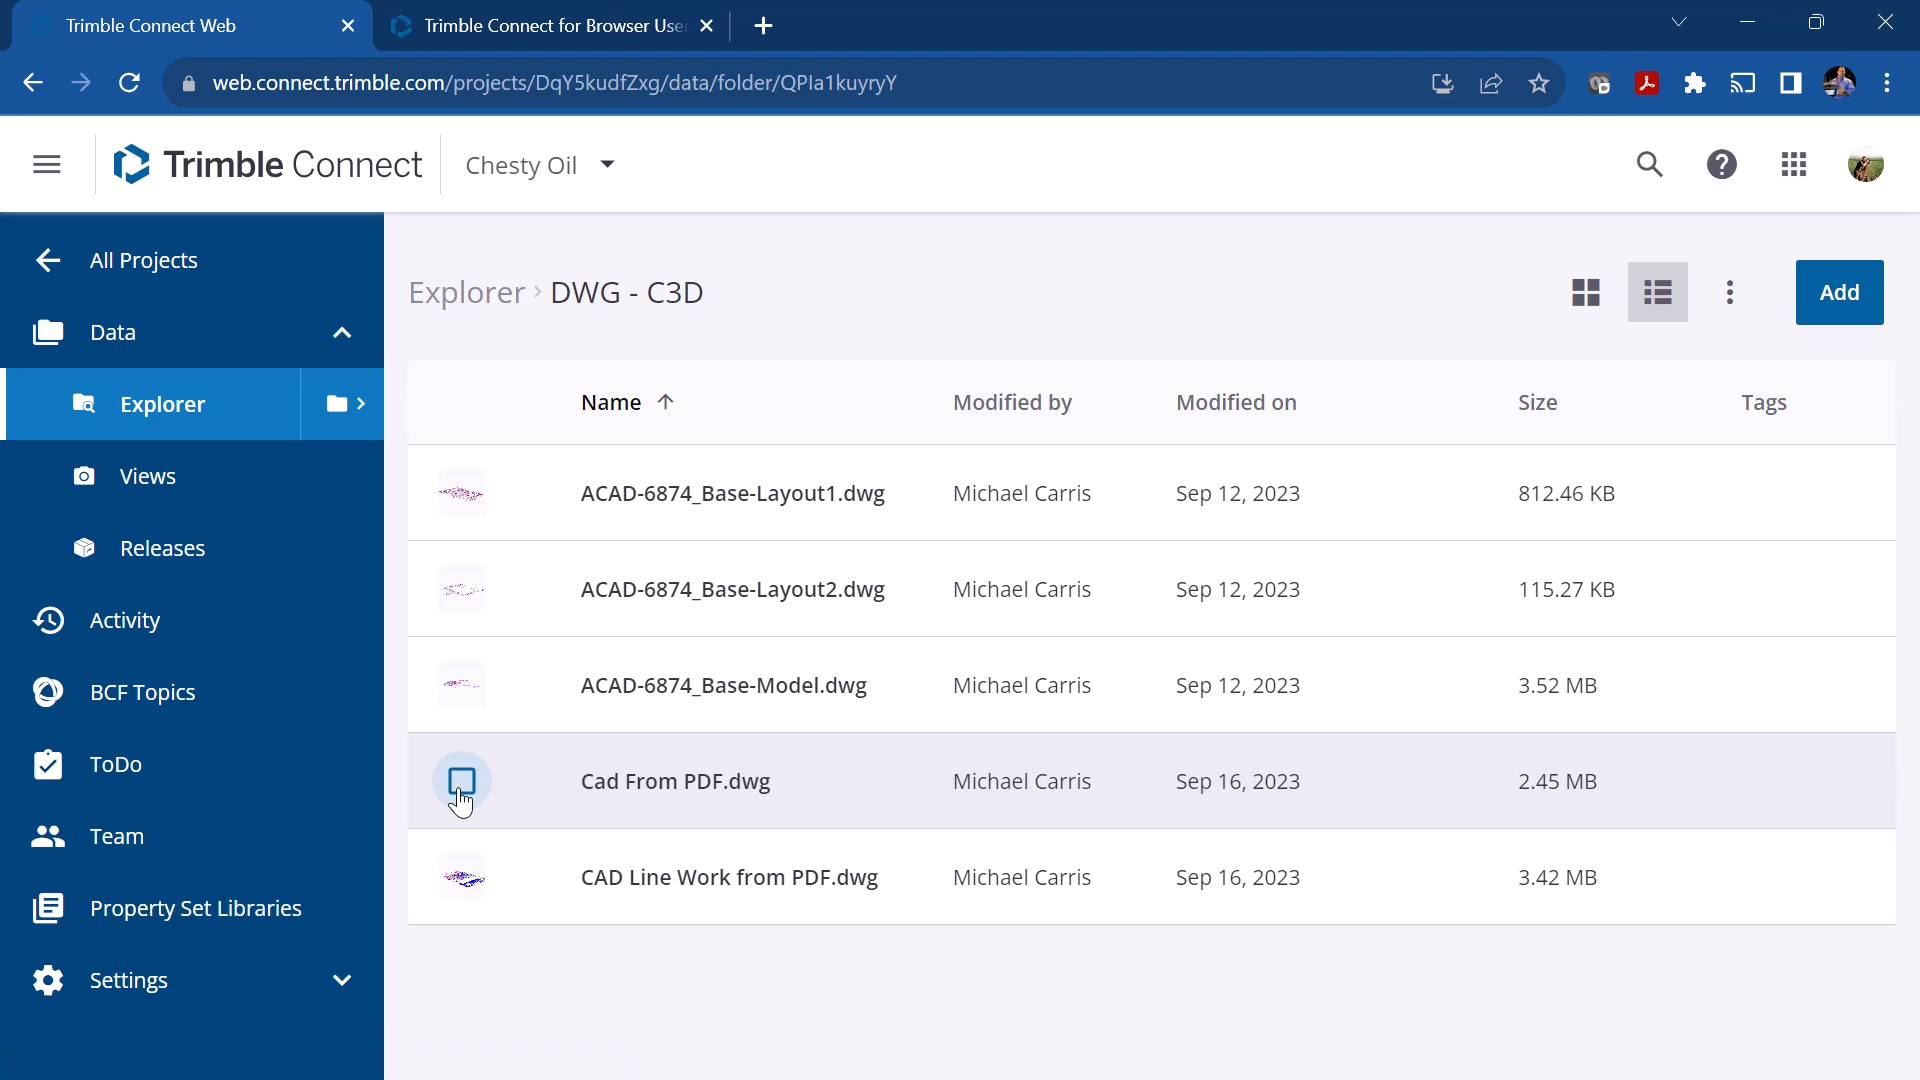 Trimble Connect Web
Trimble Connect for Browser Use
web.connect.trimble.com/projects/DqY5kudfZxg/data/folder/QPIa1kuyryY
Trimble Connect
Chesty Oil
All Projects
Data
Explorer
Views
Releases
Activity
BCF Topics
ToDo
Team
Property Set Libraries
Settings
Explorer > DWG - C3D
Add
Name Modified by Modified on Size Tags
ACAD-6874_Base-Layout1.dwg Michael Carris Sep 12, 2023 812.46 KB
ACAD-6874_Base-Layout2.dwg Michael Carris Sep 12, 2023 115.27 KB
ACAD-6874_Base-Model.dwg Michael Carris Sep 12, 2023 3.52 MB
Cad From PDF.dwg Michael Carris Sep 16, 2023 2.45 MB
CAD Line Work from PDF.dwg Michael Carris Sep 16, 2023 3.42 MB